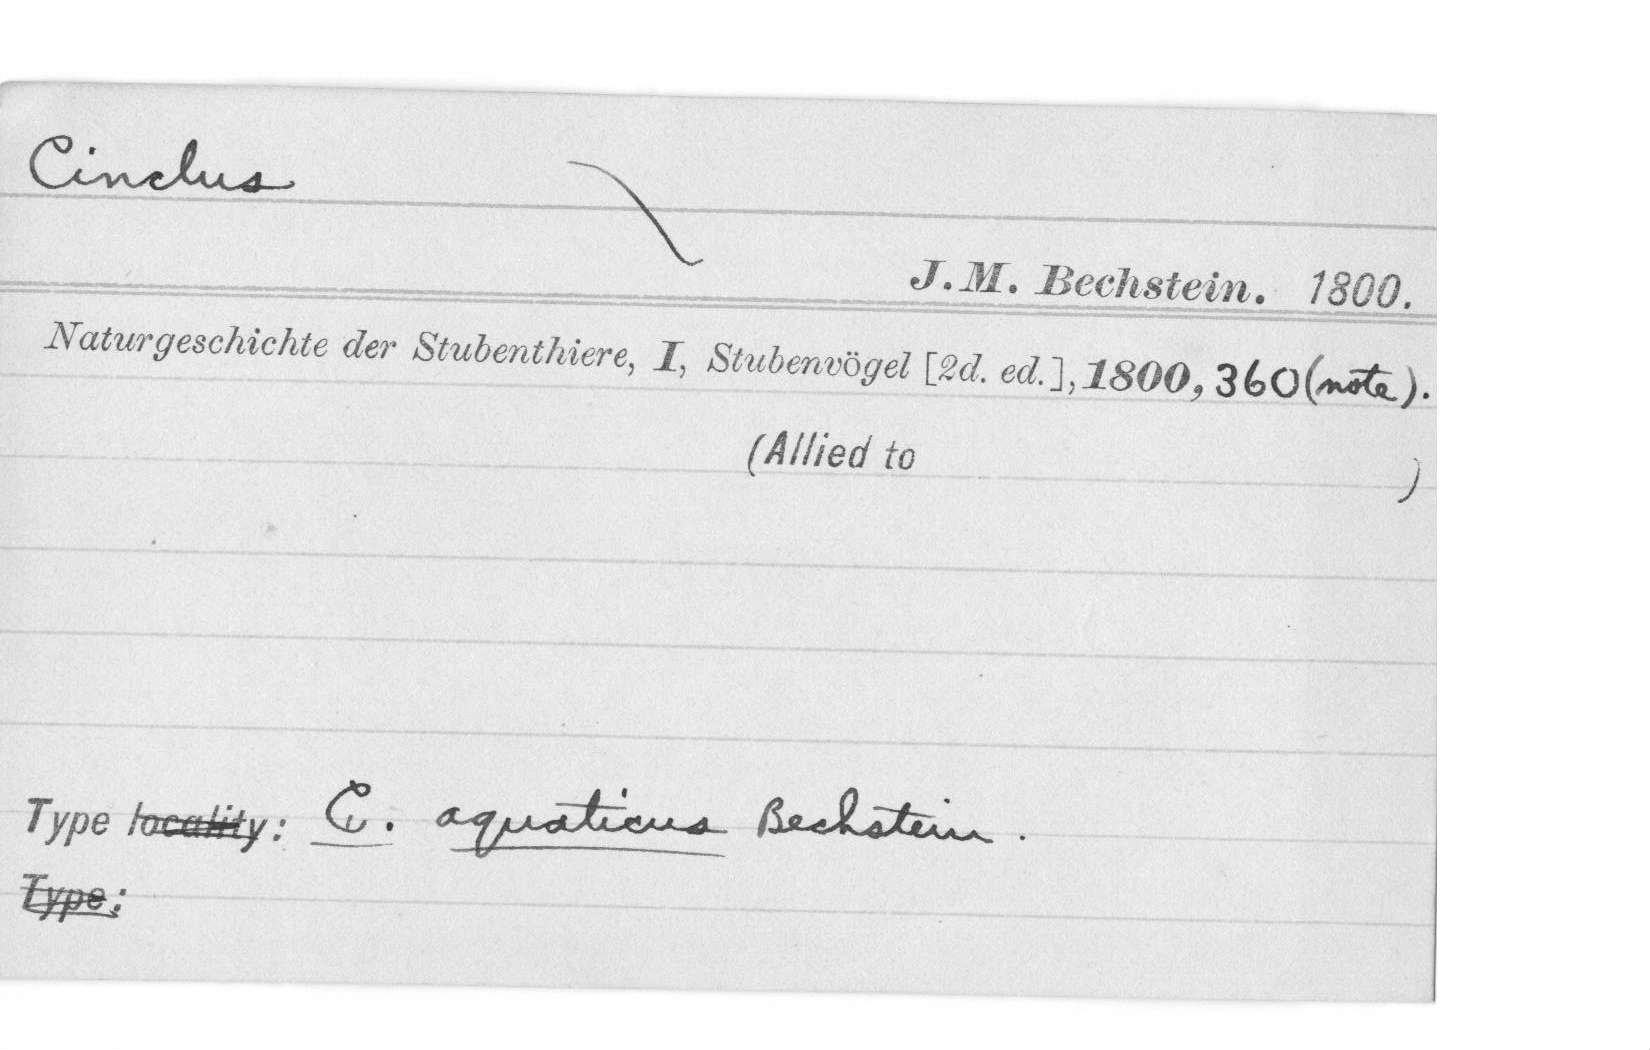 Cinclus
J. M. Bechstein. 1800.
Naturgeschichte der Stubenthiere, I, Stubenvögel [2d. ed.], 1800, 360 (note).
(Allied to )
Type locality: C. aquaticus Bechstein.
Type: